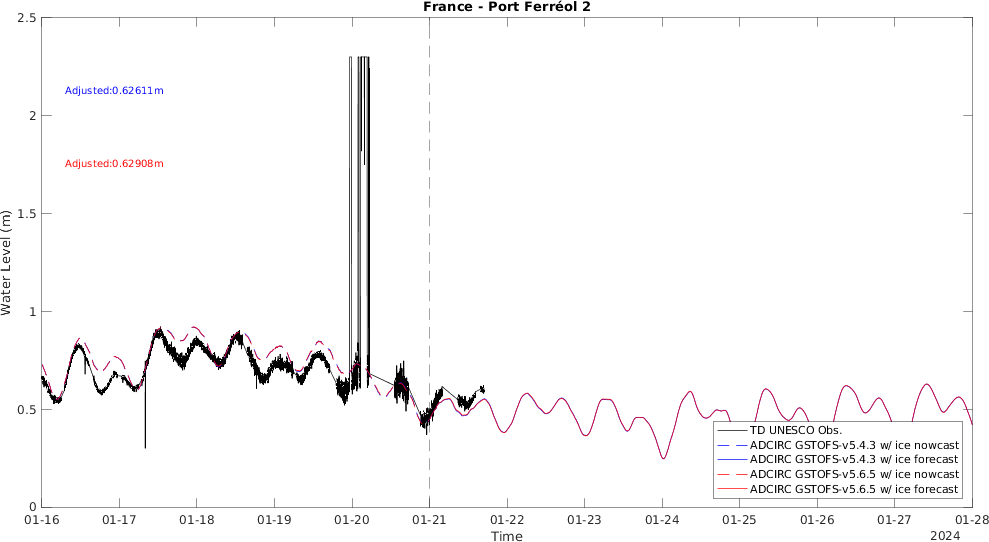 France - Port Ferréol 2
2.5
2
1.5
1
0.5
0
Water Level (m)
Adjusted:0.62611m
Adjusted:0.62908m
TD UNESCO Obs.
ADCIRC GSTOFS-v5.4.3 w/ ice nowcast
ADCIRC GSTOFS-v5.4.3 w/ ice forecast
ADCIRC GSTOFS-v5.6.5 w/ ice nowcast
ADCIRC GSTOFS-v5.6.5 w/ ice forecast
01-16 01-17 01-18 01-19 01-20 01-21 01-22 01-23 01-24 01-25 01-26 01-27 01-28
Time
2024